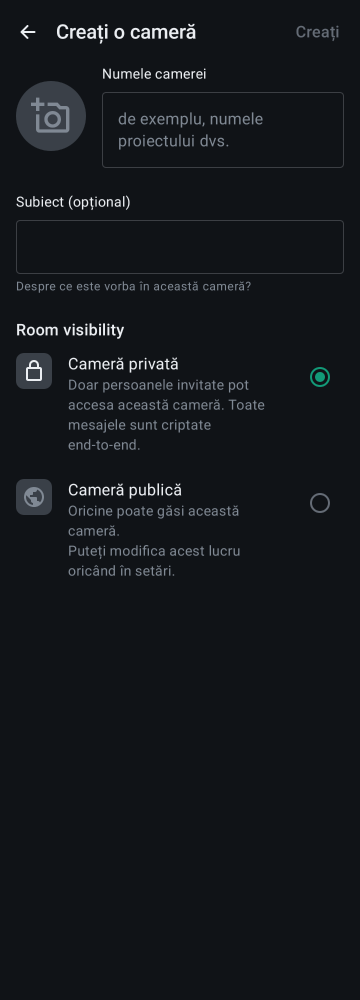 Creați o cameră
Creați
Numele camerei
de exemplu, numele
proiectului dvs.
Subiect (opțional)
Despre ce este vorba în această cameră?
Room visibility
Cameră privată
Doar persoanele invitate pot
accesa această cameră. Toate
mesajele sunt criptate
end-to-end.
Cameră publică
Oricine poate găsi această
cameră.
Puteți modifica acest lucru
oricând în setări.